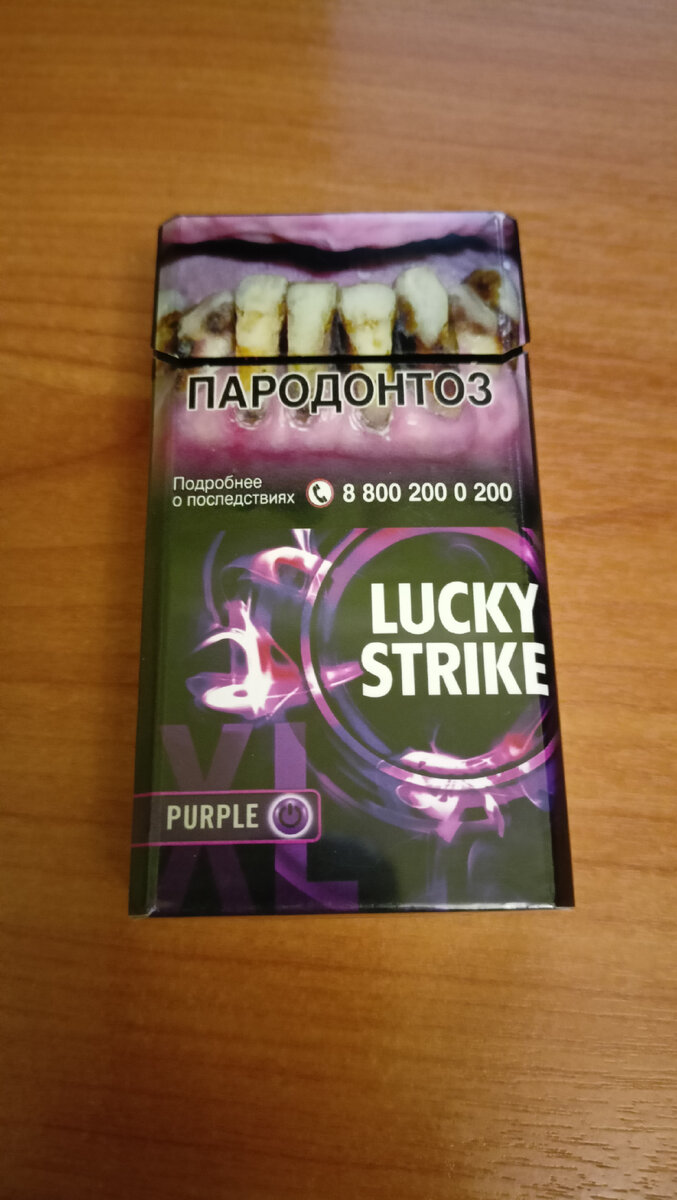 ПАРОДОНТОЗ
Подробнее
о последствиях 8 800 200 0 200
LUCKY
STRIKE
XL
PURPLE